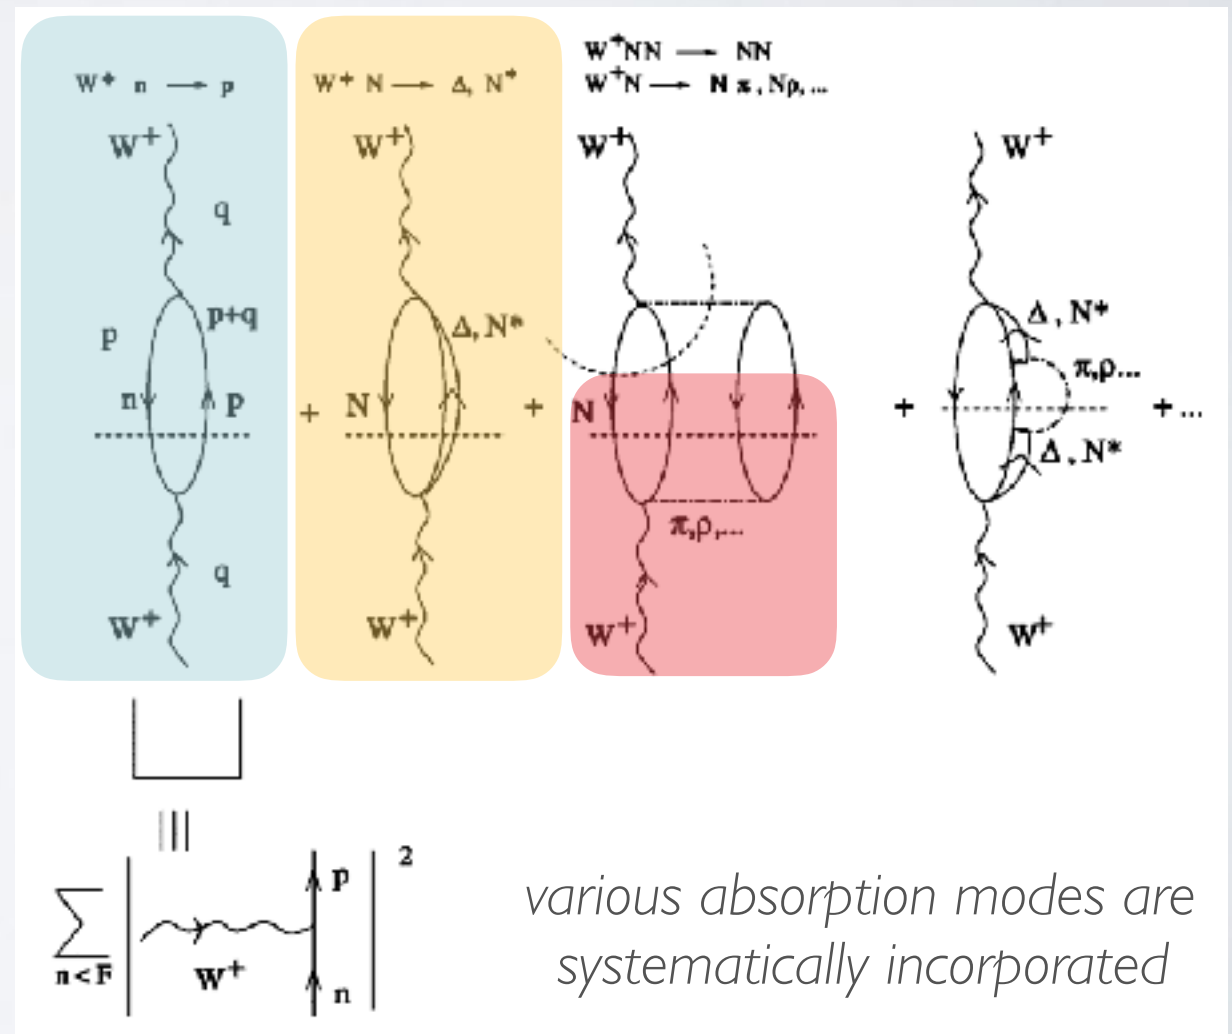 W⁺ n → p
W⁺ N → Δ, N*
W⁺NN → NN
W⁺N → N π, Nρ, ...
W⁺
W⁺
W⁺
W⁺
q
p
p+q
n
p
+
N
Δ, N*
+
N
+
Δ, N*
π,ρ...
Δ, N*
+ ...
π,ρ,...
q
W⁺
W⁺
W⁺
W⁺
∑
n < F
W⁺
p
n
2
various absorption modes are
systematically incorporated